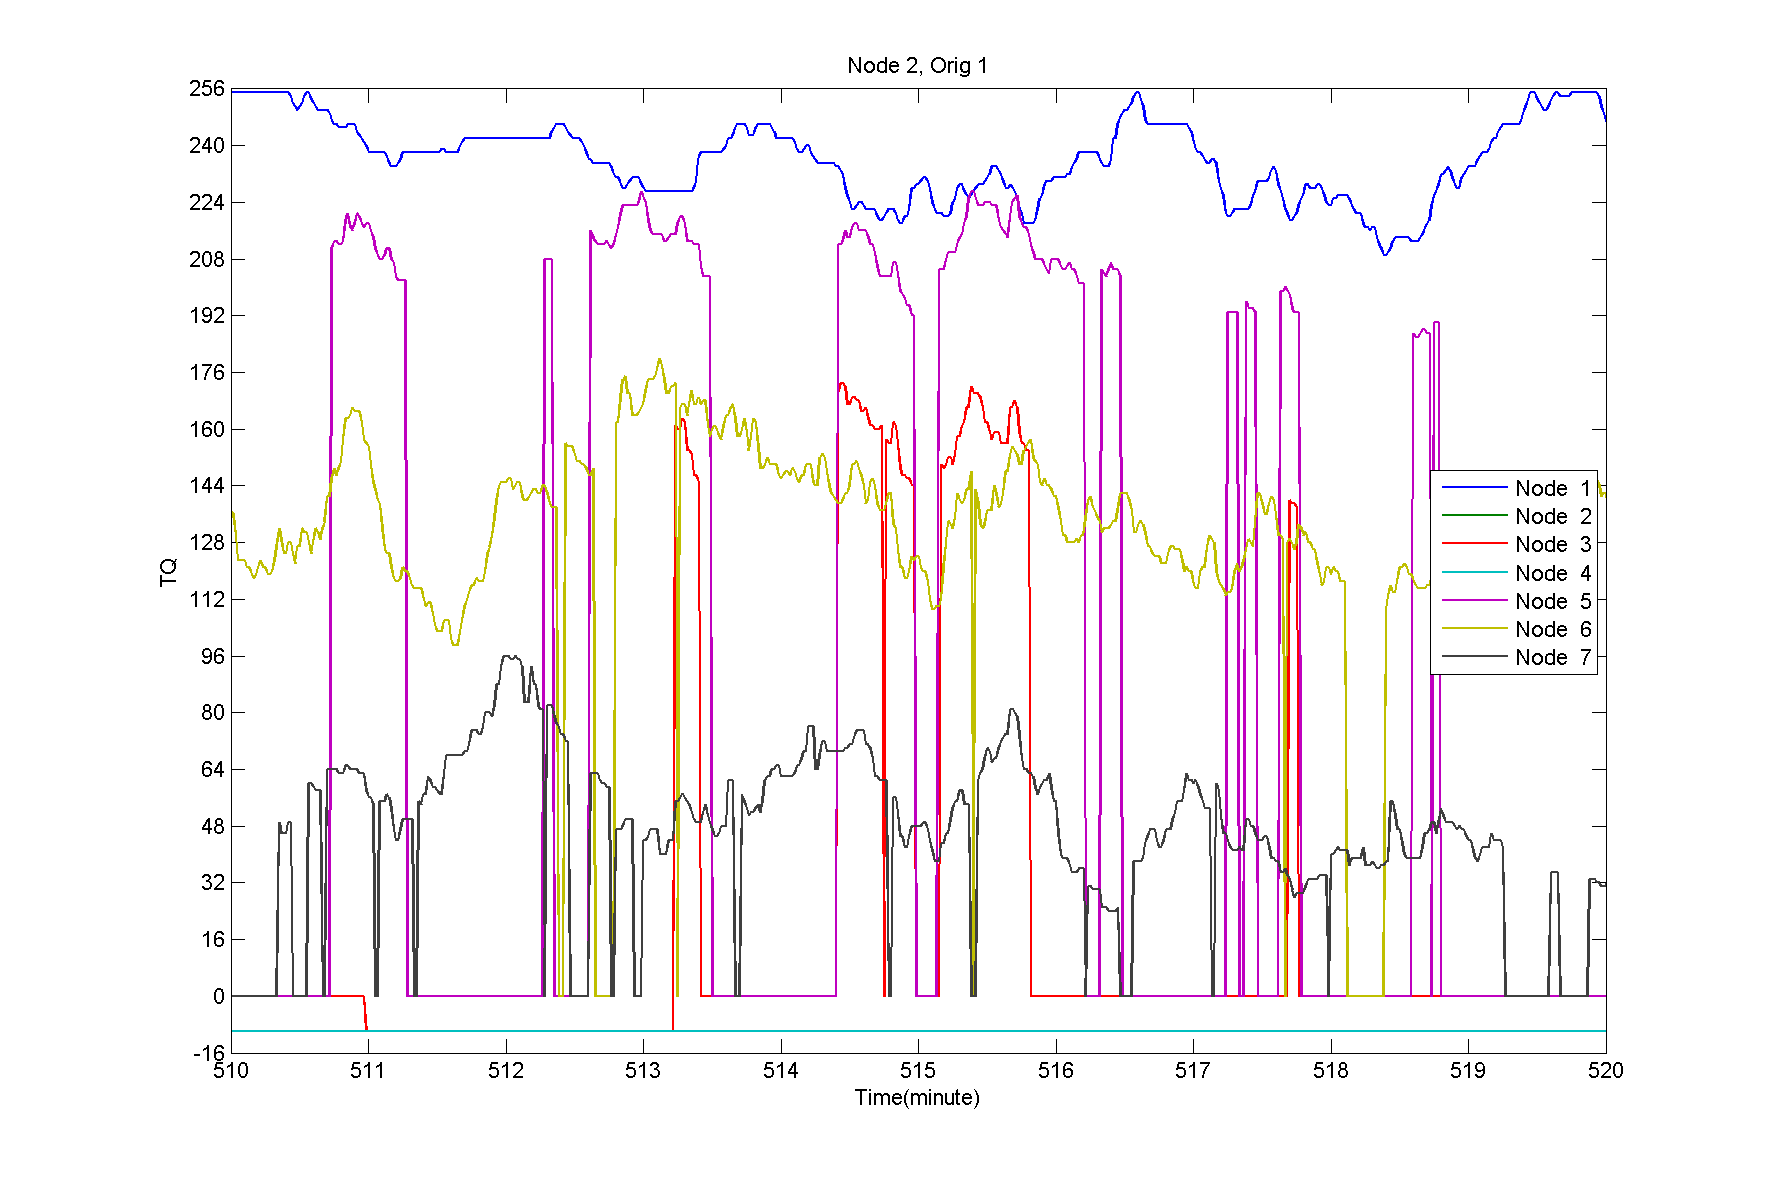 Node 2, Orig 1
256
240
224
208
192
176
160
144
128
112
96
80
64
48
32
16
0
-16
TQ
Node 1
Node 2
Node 3
Node 4
Node 5
Node 6
Node 7
510 511 512 513 514 515 516 517 518 519 520
Time(minute)